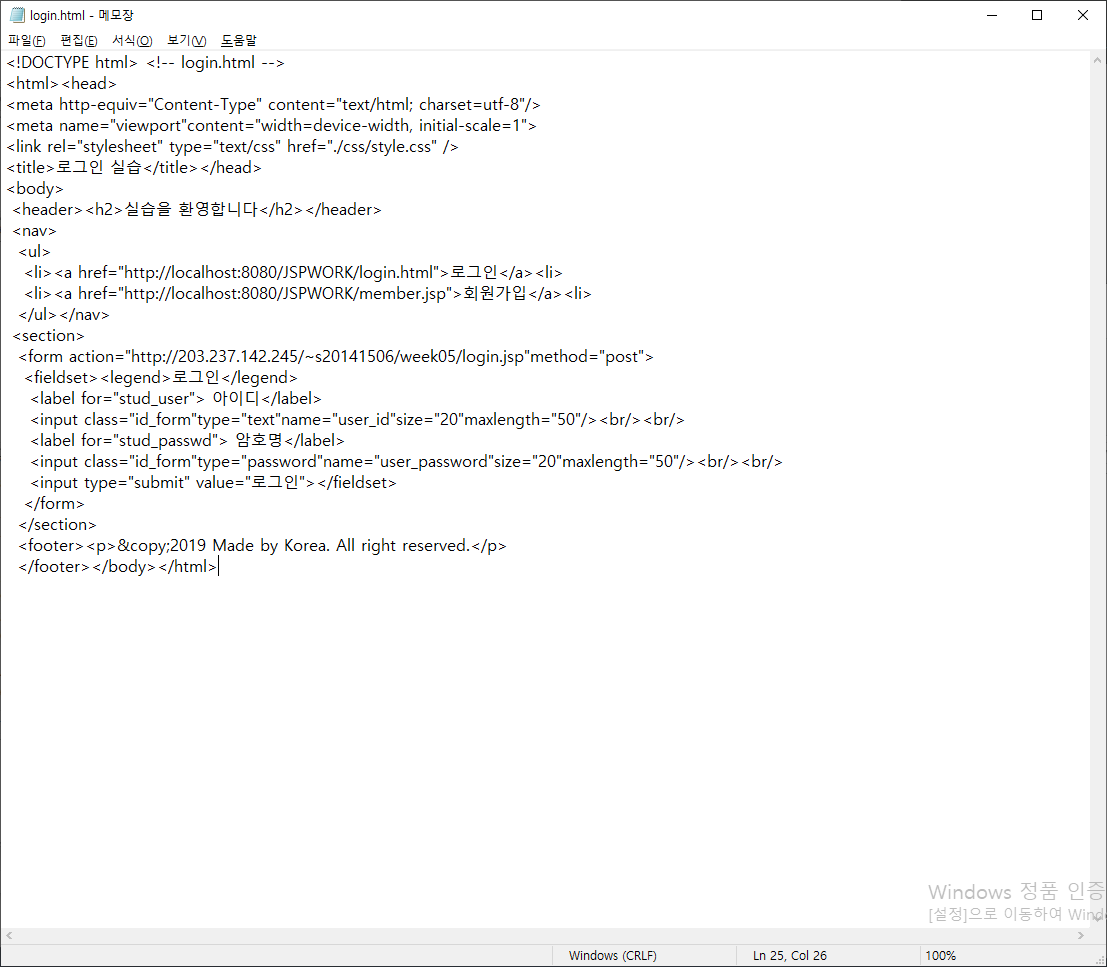 login.html - 메모장
파일(F) 편집(E) 서식(O) 보기(V) 도움말
<!DOCTYPE html> <!-- login.html -->
<html><head>
<meta http-equiv="Content-Type" content="text/html; charset=utf-8"/>
<meta name="viewport"content="width=device-width, initial-scale=1">
<link rel="stylesheet" type="text/css" href="./css/style.css" />
<title>로그인 실습</title></head>
<body>
<header><h2>실습을 환영합니다</h2></header>
<nav>
<ul>
<li><a href="http://localhost:8080/JSPWORK/login.html">로그인</a><li>
<li><a href="http://localhost:8080/JSPWORK/member.jsp">회원가입</a><li>
</ul></nav>
<section>
<form action="http://203.237.142.245/~s20141506/week05/login.jsp"method="post">
<fieldset><legend>로그인</legend>
<label for="stud_user"> 아이디</label>
<input class="id_form"type="text"name="user_id"size="20"maxlength="50"/><br/><br/>
<label for="stud_passwd"> 암호명</label>
<input class="id_form"type="password"name="user_password"size="20"maxlength="50"/><br/><br/>
<input type="submit" value="로그인"></fieldset>
</form>
</section>
<footer><p>&copy;2019 Made by Korea. All right reserved.</p>
</footer></body></html>
Windows 정품 인증
[설정]으로 이동하여 Wind
Windows (CRLF) Ln 25, Col 26 100%